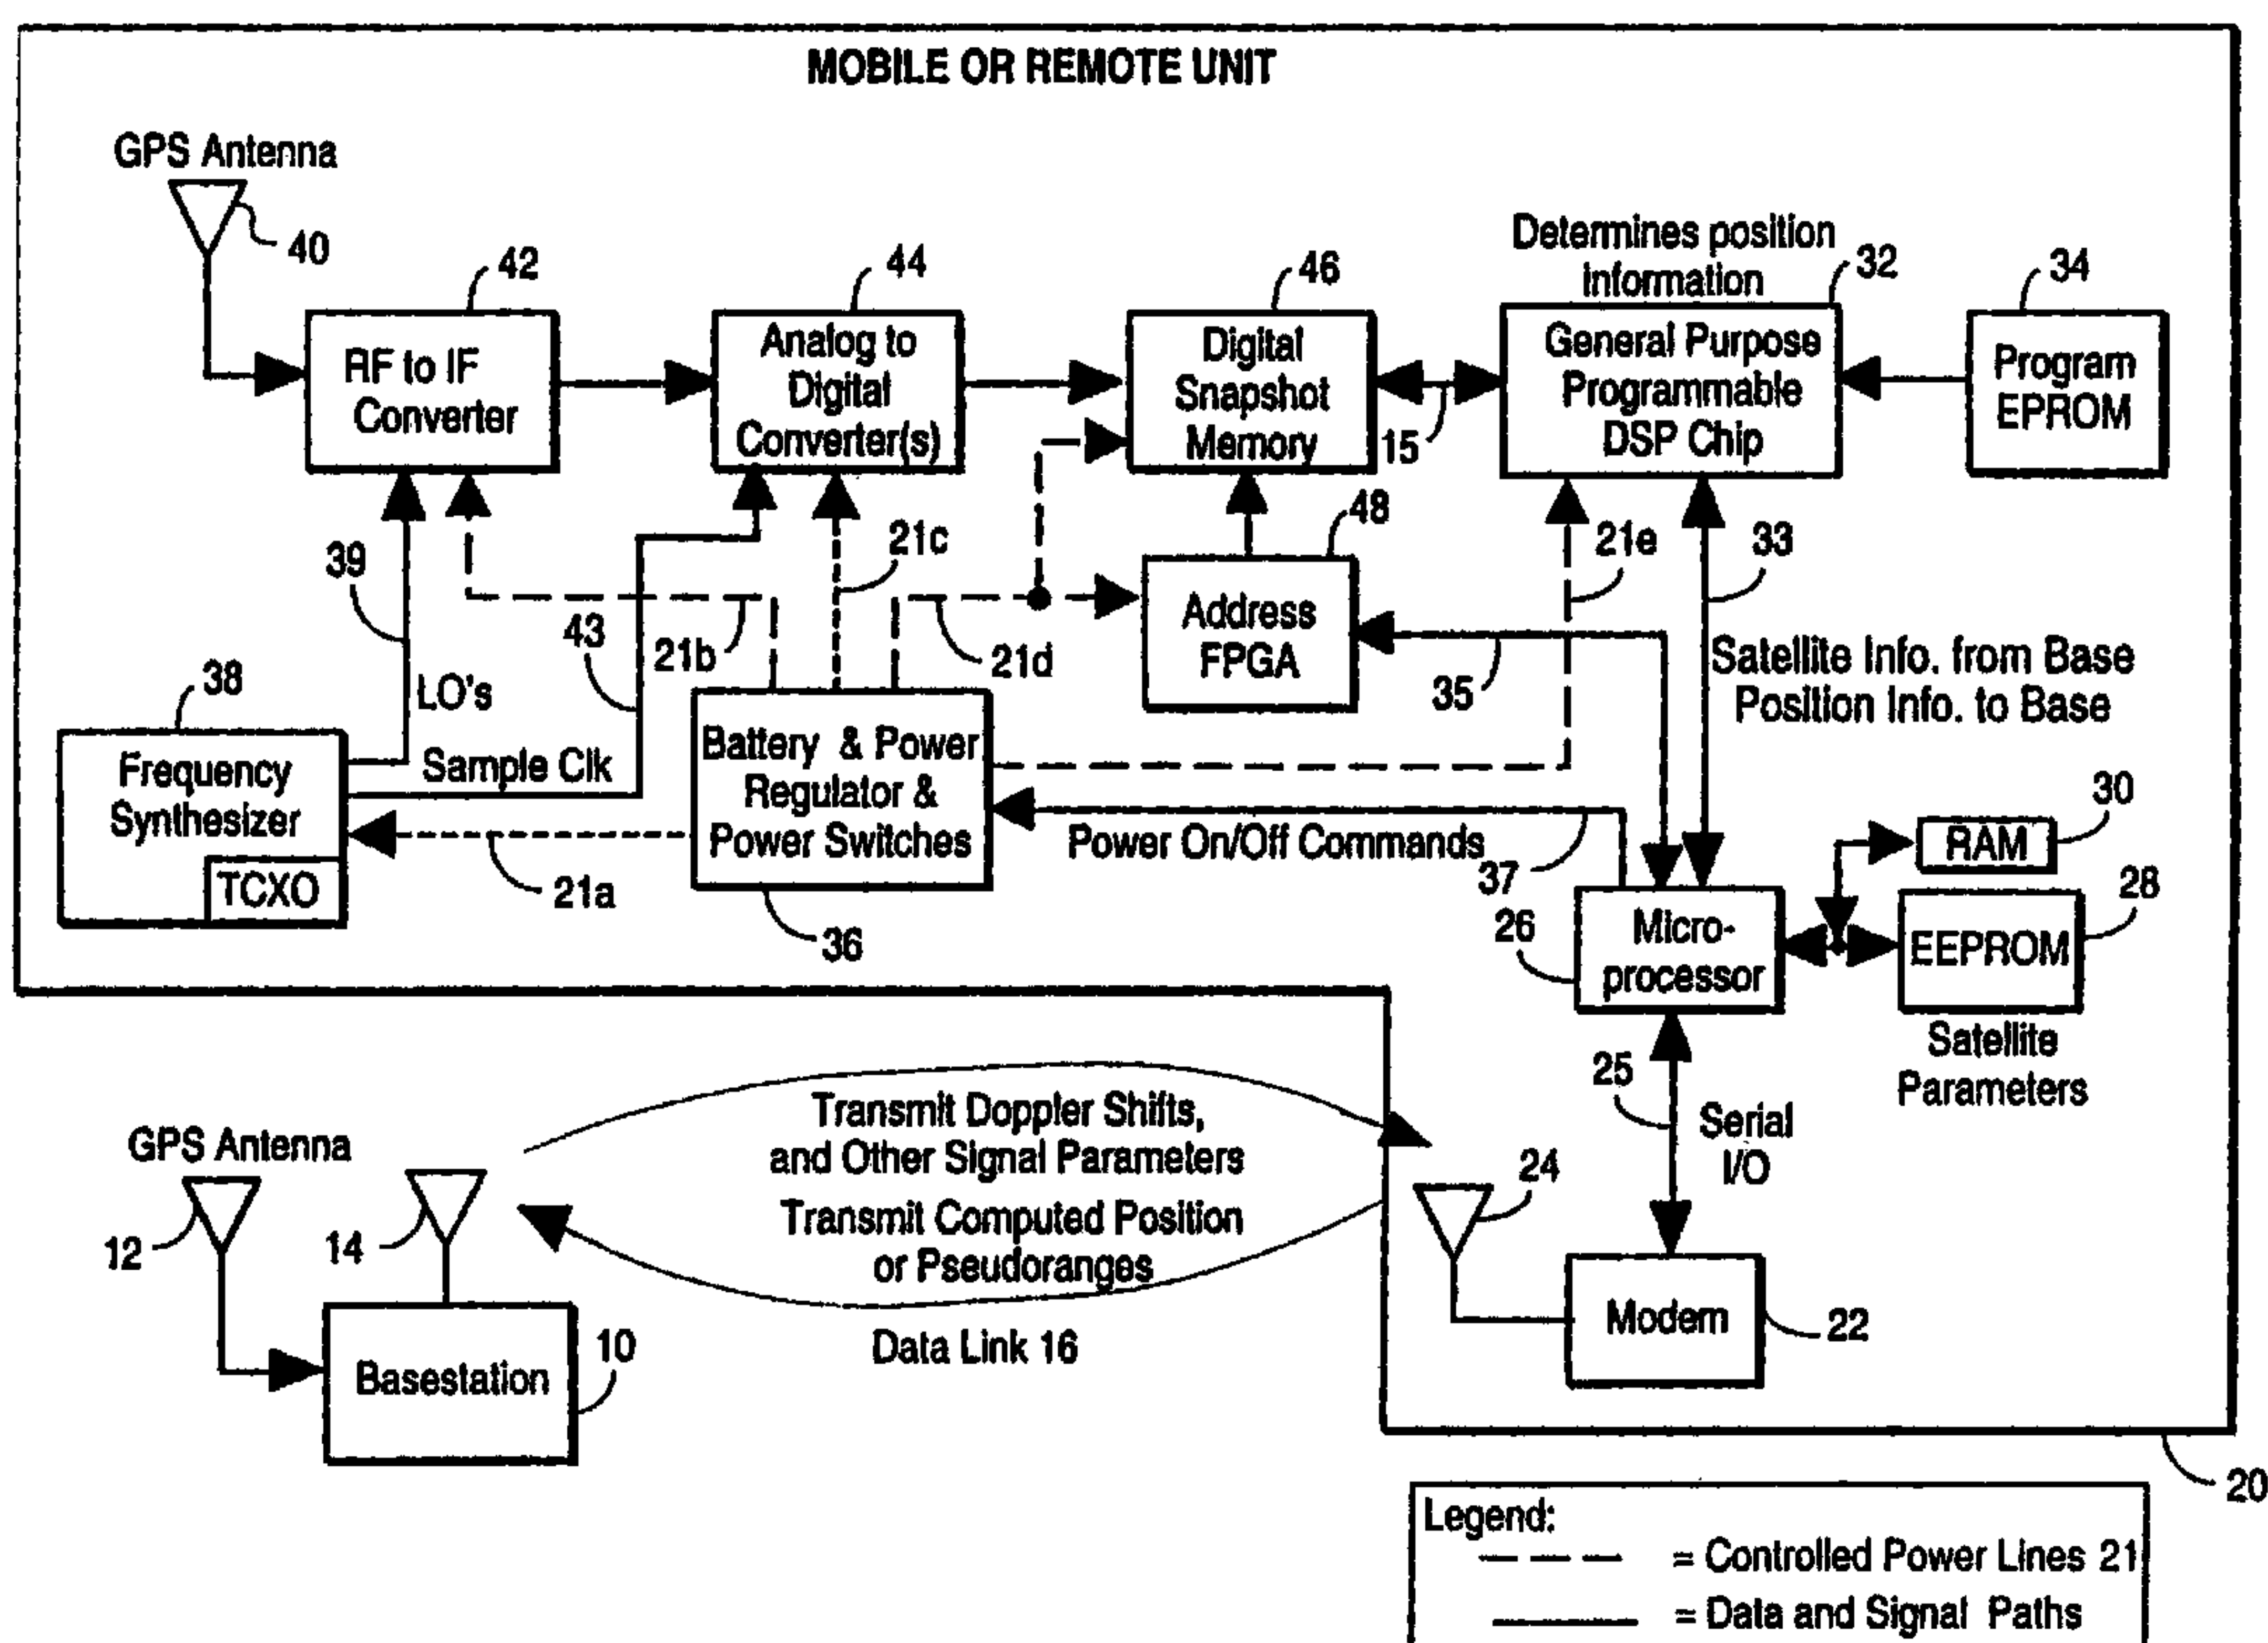 MOBILE OR REMOTE UNIT
GPS Antenna
40
42
44
46
Determines position
Information
32
34
RF to IF
Converter
Analog to
Digital
Converter(s)
Digital
Snapshot
Memory
15
General Purpose
Programmable
DSP Chip
Program
EPROM
39
43
21b
21c
21d
48
21e
33
Address
FPGA
35
Satellite Info. from Base
Position Info. to Base
38
LO's
Sample Clk
Frequency
Synthesizer
TCXO
21a
Battery & Power
Regulator &
Power Switches
36
Power On/Off Commands
37
30
RAM
28
26
Micro-
processor
EEPROM
Satellite
Parameters
25
Serial
I/O
Transmit Doppler Shifts,
and Other Signal Parameters
Transmit Computed Position
or Pseudoranges
Data Link 16
GPS Antenna
12
14
10
Basestation
24
Modem
22
20
Legend:
= Controlled Power Lines 21
= Data and Signal Paths